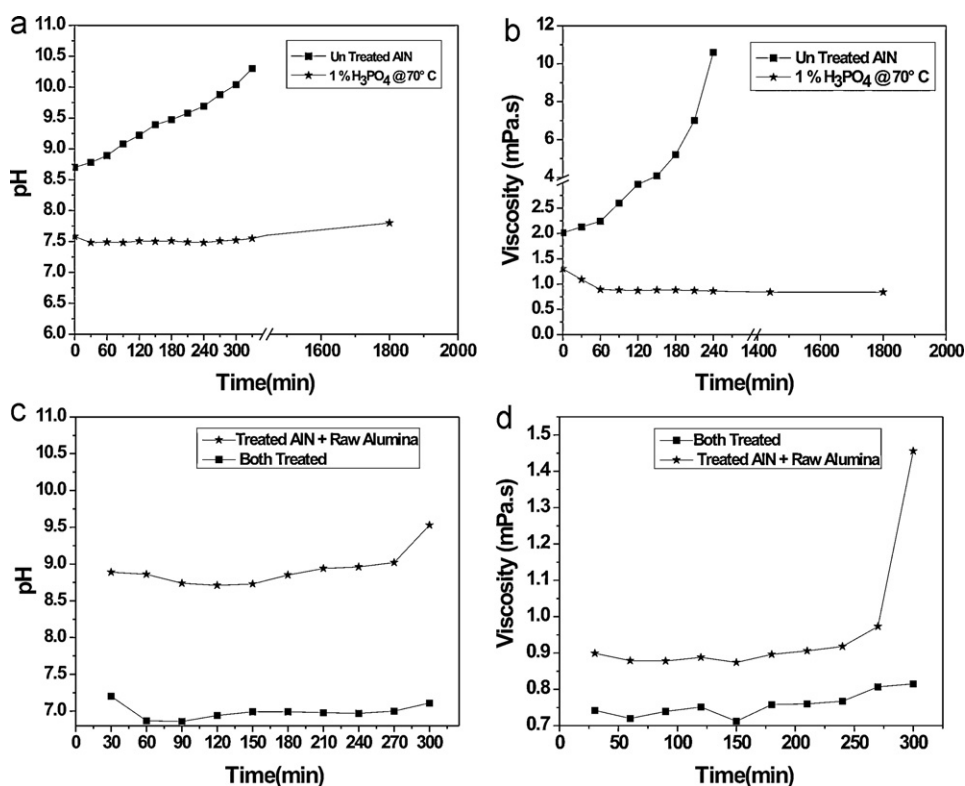 a
11.0
10.5
10.0
9.5
9.0
8.5
8.0
7.5
7.0
6.5
6.0
pH
Un Treated AlN
1 % H₃PO₄ @ 70° C
0 60 120 180 240 300 1600 1800 2000
Time(min)
b
12
10
8
6
4
2.5
2.0
1.5
1.0
0.5
0.0
Viscosity (mPa.s)
Un Treated AlN
1 % H₃PO₄ @ 70° C
0 60 120 180 240 1400 1600 1800 2000
Time(min)
c
11.0
10.5
10.0
9.5
9.0
8.5
8.0
7.5
7.0
pH
Treated AlN + Raw Alumina
Both Treated
0 30 60 90 120 150 180 210 240 270 300
Time(min)
d
1.5
1.4
1.3
1.2
1.1
1.0
0.9
0.8
0.7
Viscosity (mPa.s)
Both Treated
Treated AlN + Raw Alumina
0 50 100 150 200 250 300
Time(min)